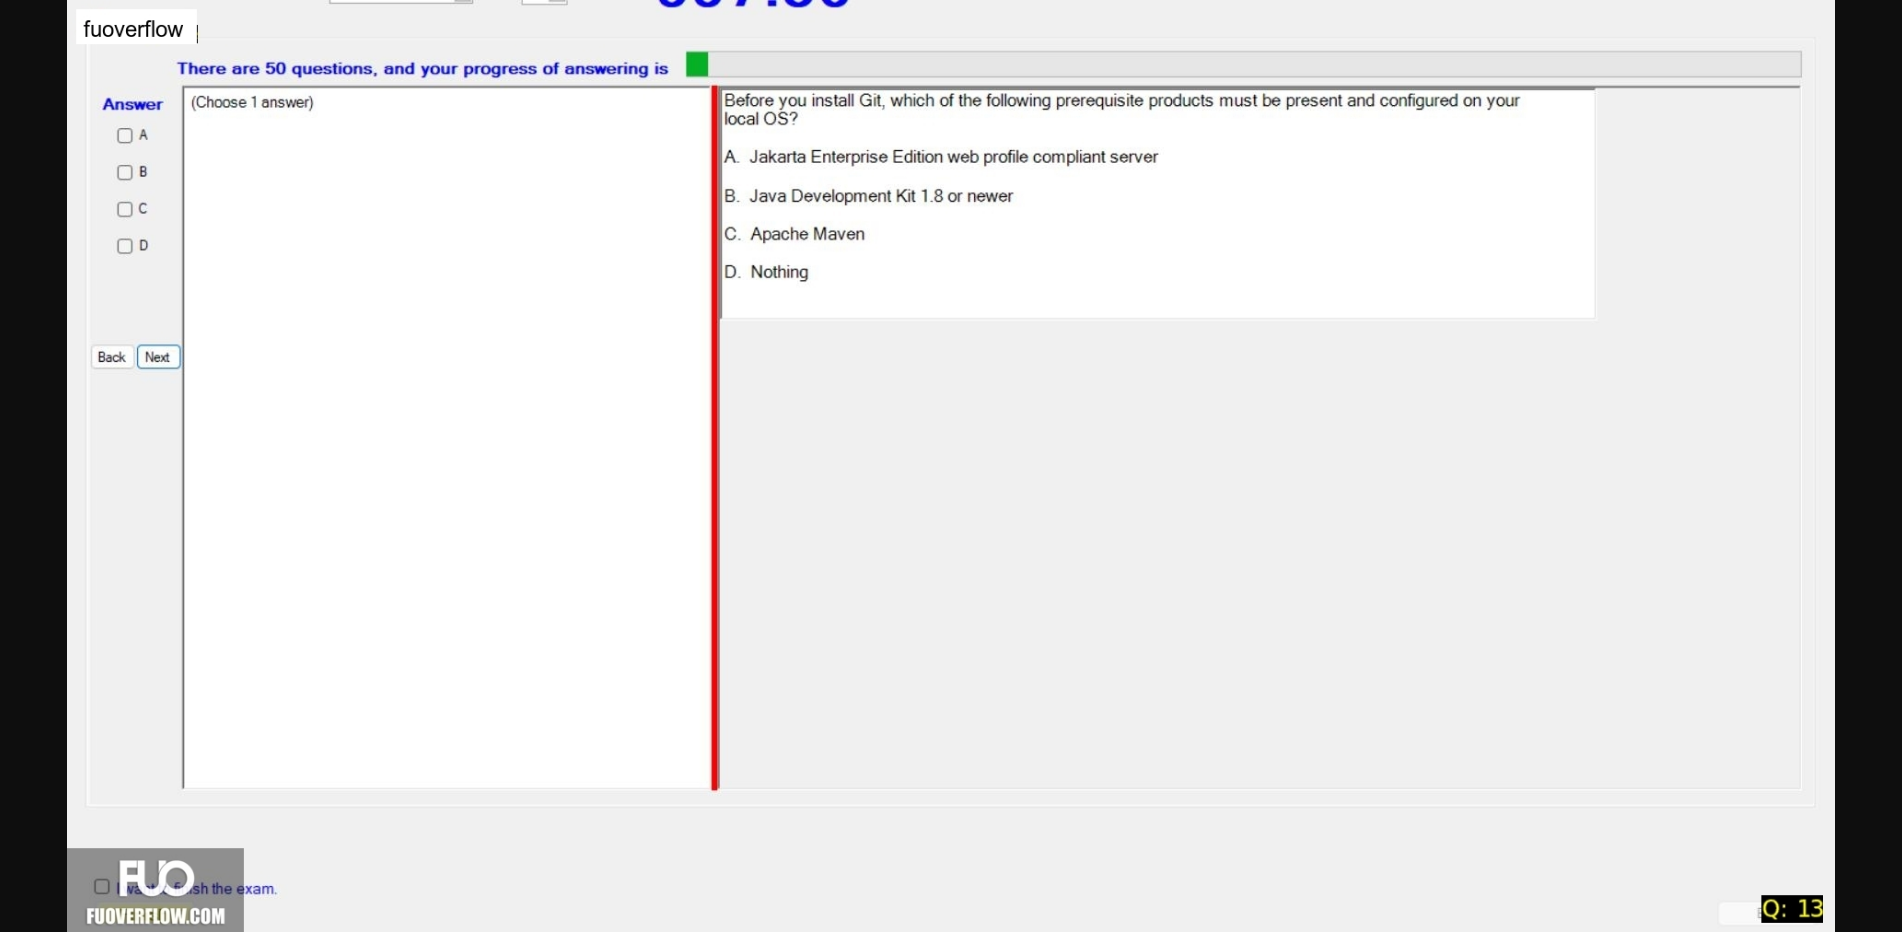 fuoverflow
There are 50 questions, and your progress of answering is
Answer
(Choose 1 answer)
A
B
C
D
Back
Next
Before you install Git, which of the following prerequisite products must be present and configured on your
local OS?
A. Jakarta Enterprise Edition web profile compliant server
B. Java Development Kit 1.8 or newer
C. Apache Maven
D. Nothing
FUO
sh the exam.
FUOVERFLOW.COM
Q: 13